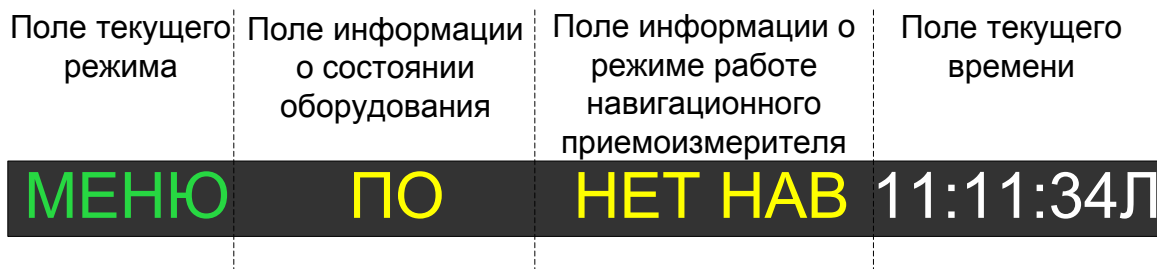 Поле текущего
режима
Поле информации
о состоянии
оборудования
Поле информации о
режиме работе
навигационного
приемоизмерителя
Поле текущего
времени
МЕНЮ ПО НЕТ НАВ 11:11:34Л